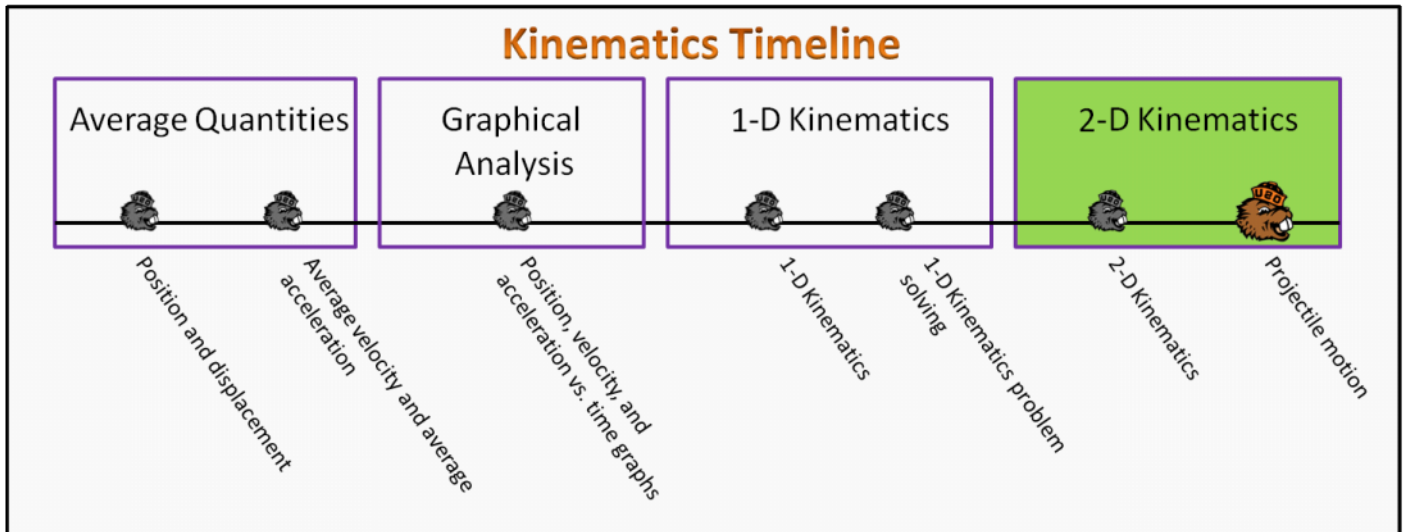 Kinematics Timeline
Average Quantities
Graphical
Analysis
1-D Kinematics
2-D Kinematics
Position and displacement
Average velocity and average
acceleration
Position, velocity, and
acceleration vs. time graphs
1-D Kinematics
1-D Kinematics problem
solving
2-D Kinematics
Projectile motion